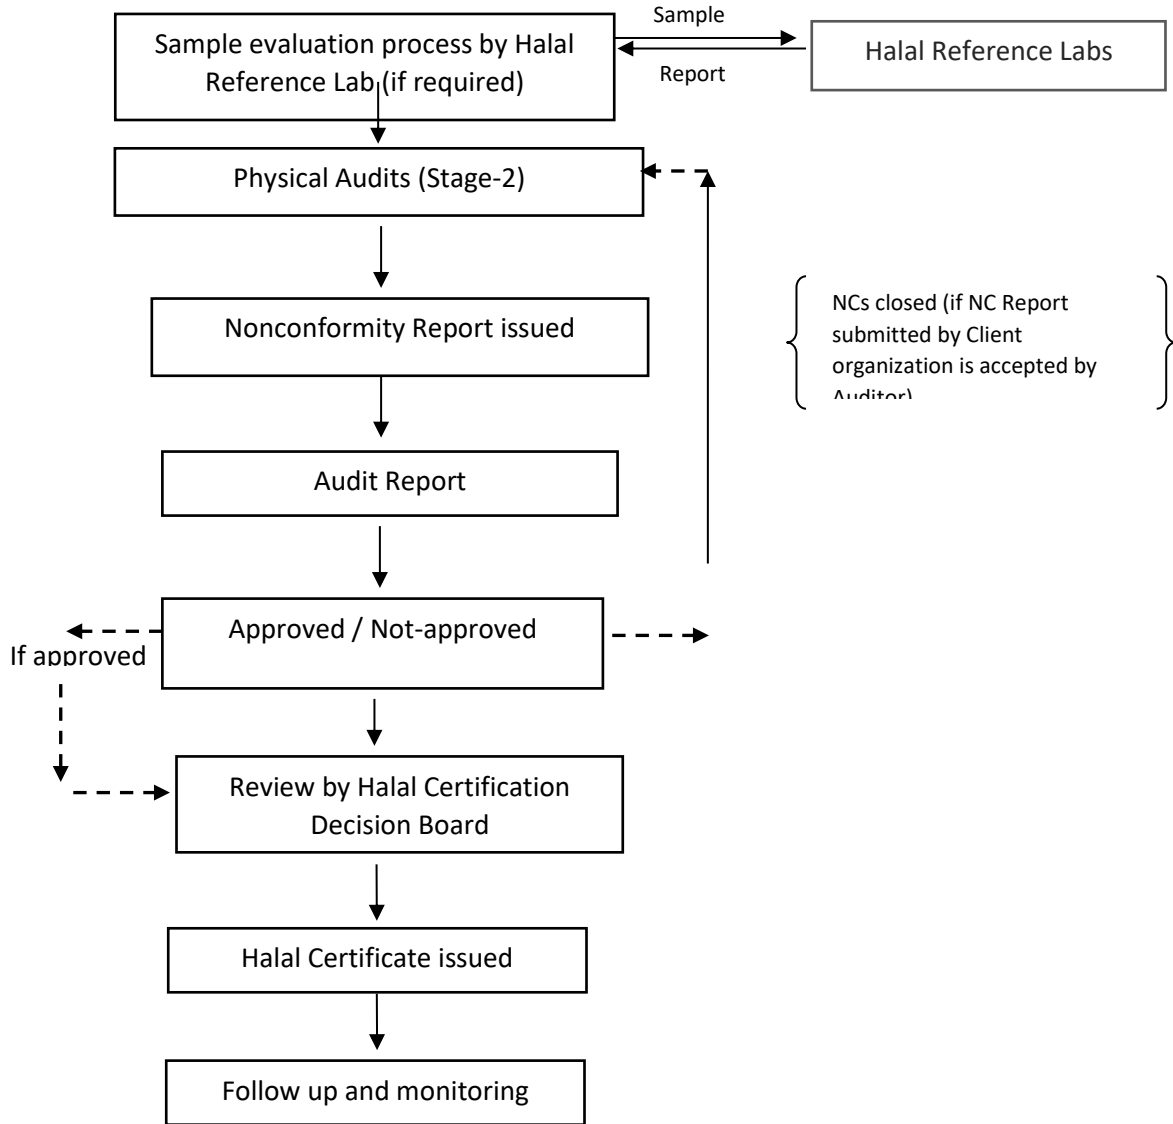 Sample evaluation process by Halal
Reference Lab (if required)
Sample
Report
Halal Reference Labs
Physical Audits (Stage-2)
Nonconformity Report issued
NCs closed (if NC Report
submitted by Client
organization is accepted by
Auditor)
Audit Report
Approved / Not-approved
If approved
Review by Halal Certification
Decision Board
Halal Certificate issued
Follow up and monitoring